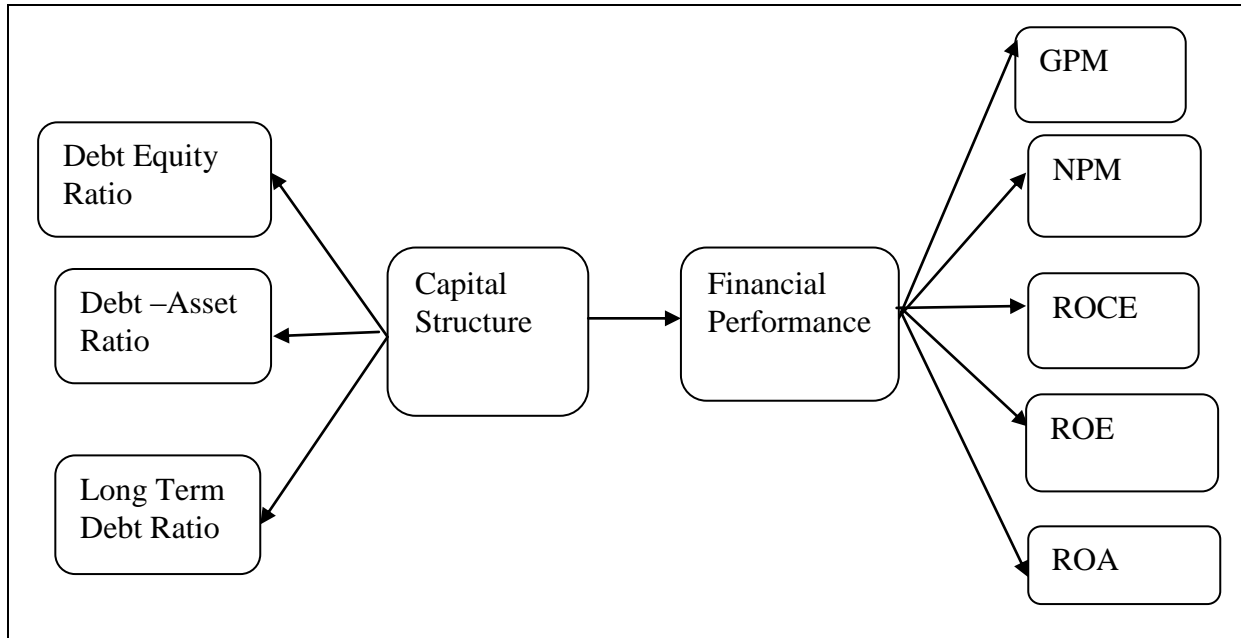 Debt Equity
Ratio
Debt –Asset
Ratio
Long Term
Debt Ratio
Capital
Structure
Financial
Performance
GPM
NPM
ROCE
ROE
ROA